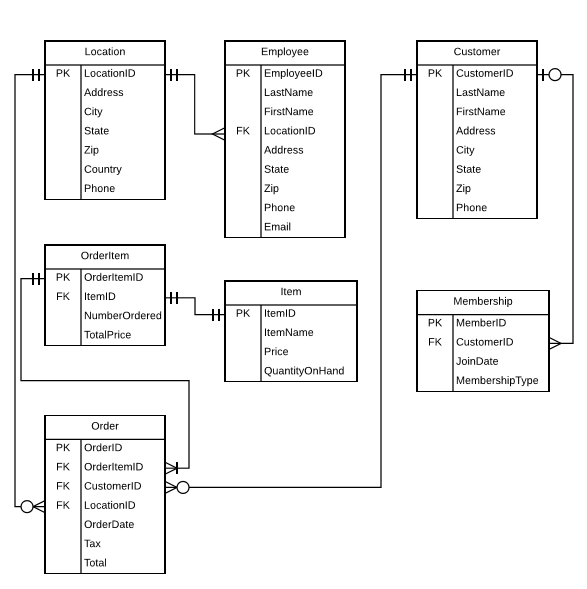 Location
PK LocationID
Address
City
State
Zip
Country
Phone
Employee
PK EmployeeID
LastName
FirstName
FK LocationID
Address
State
Zip
Phone
Email
Customer
PK CustomerID
LastName
FirstName
Address
City
State
Zip
Phone
OrderItem
PK OrderItemID
FK ItemID
NumberOrdered
TotalPrice
Item
PK ItemID
ItemName
Price
QuantityOnHand
Membership
PK MemberID
FK CustomerID
JoinDate
MembershipType
Order
PK OrderID
FK OrderItemID
FK CustomerID
FK LocationID
OrderDate
Tax
Total